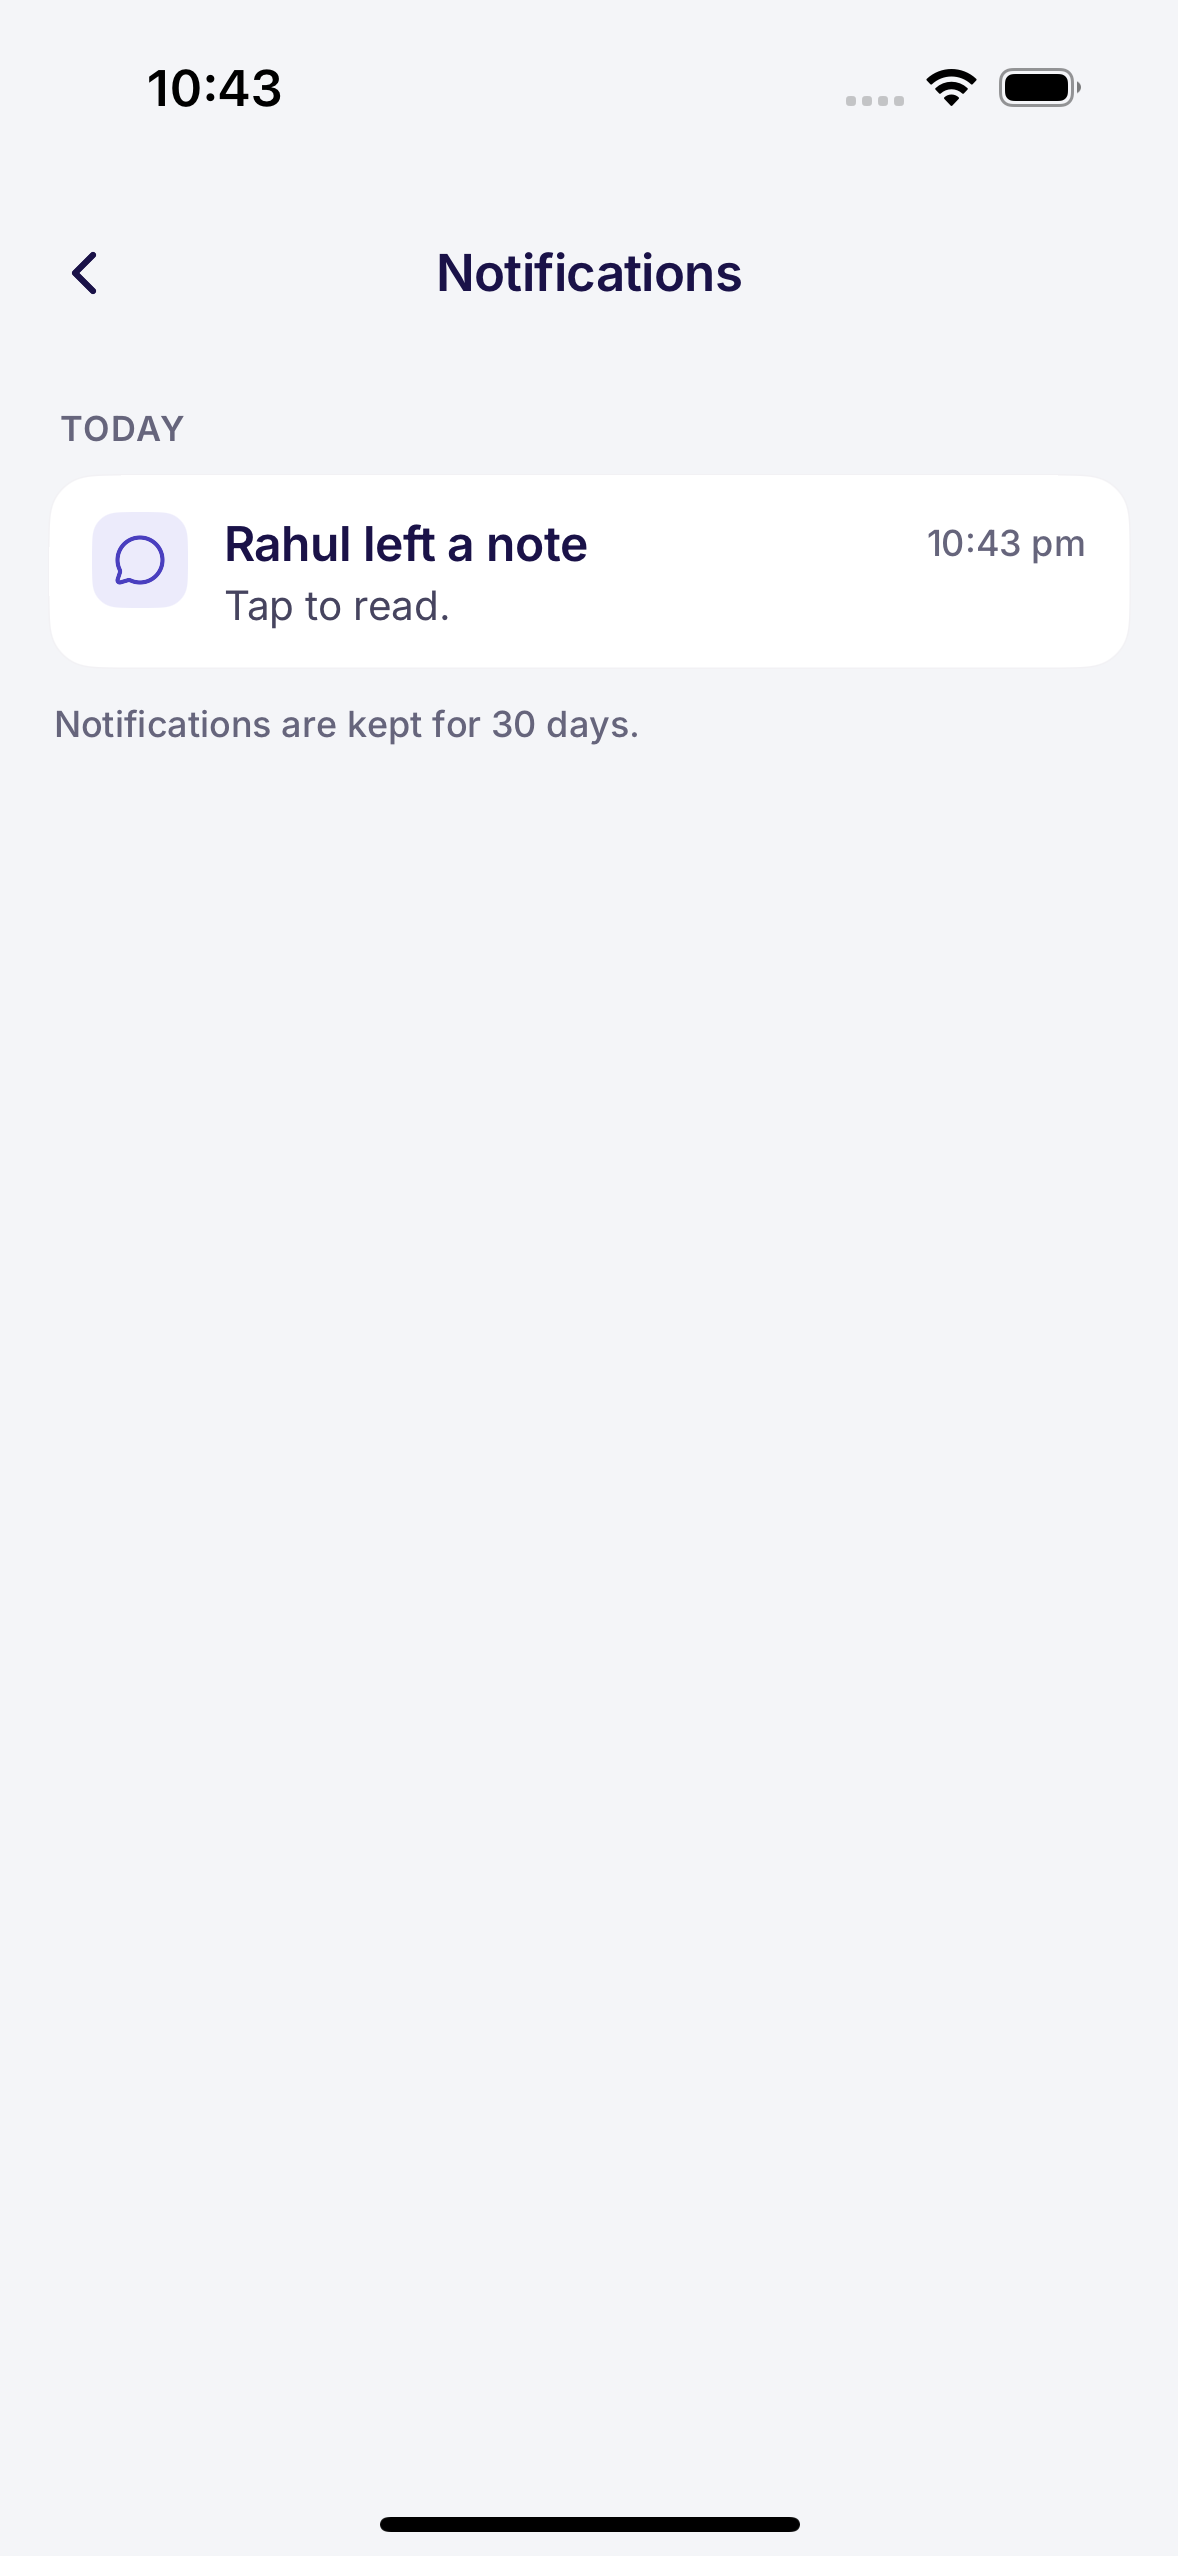 10:43
Notifications
TODAY
Rahul left a note
10:43 pm
Tap to read.
Notifications are kept for 30 days.